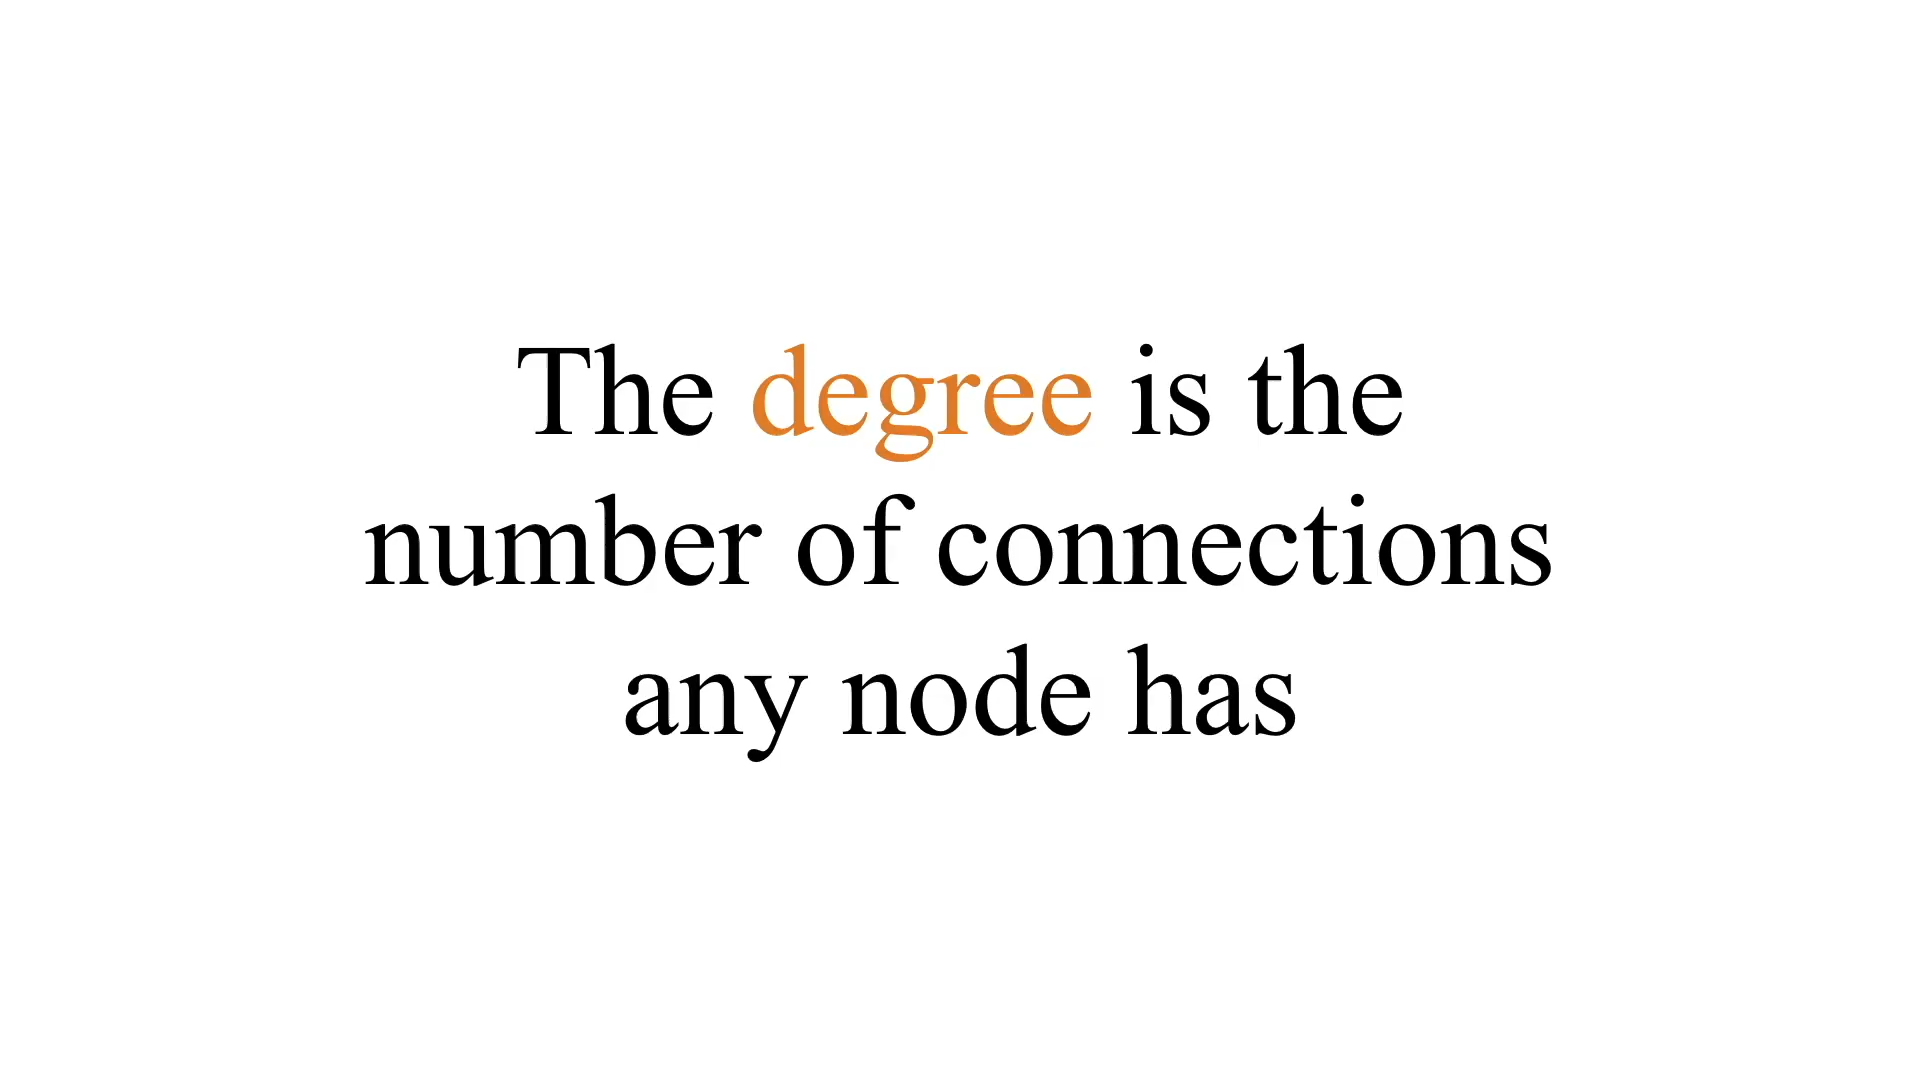 The degree is the
number of connections
any node has